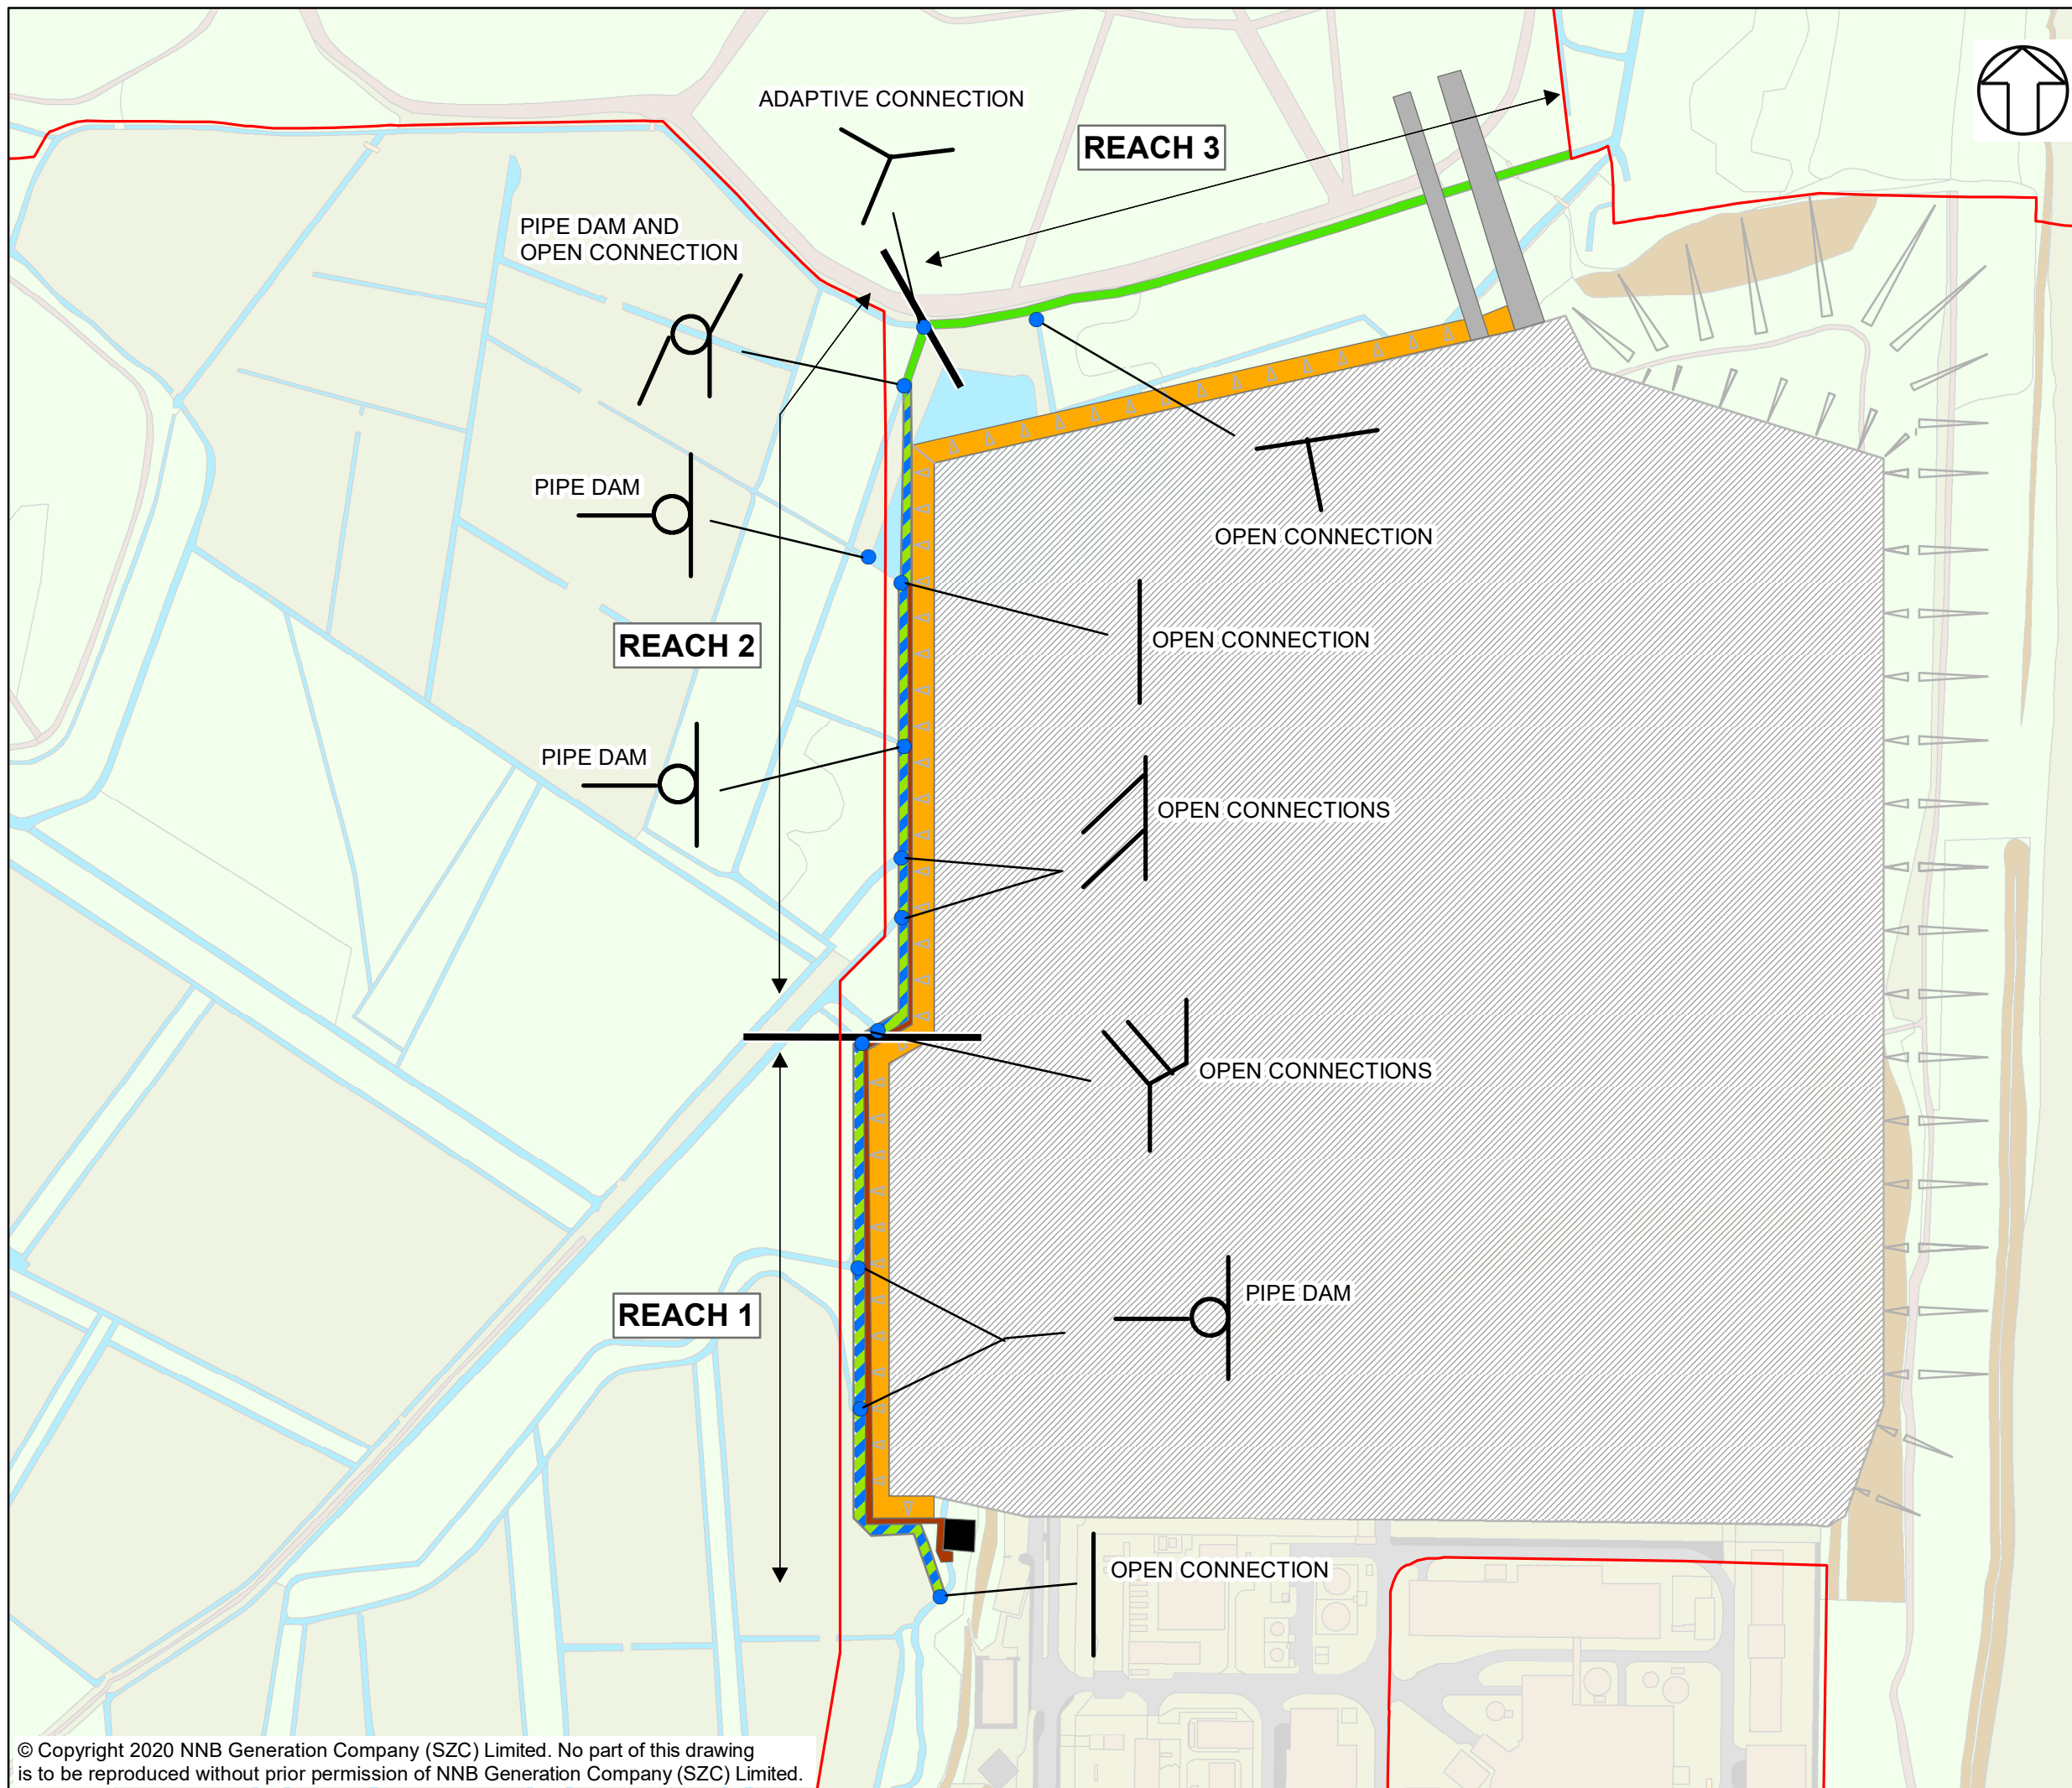 ADAPTIVE CONNECTION
REACH 3
PIPE DAM AND
OPEN CONNECTION
PIPE DAM
OPEN CONNECTION
REACH 2
OPEN CONNECTION
PIPE DAM
OPEN CONNECTIONS
OPEN CONNECTIONS
REACH 1
PIPE DAM
OPEN CONNECTION
© Copyright 2020 NNB Generation Company (SZC) Limited. No part of this drawing
is to be reproduced without prior permission of NNB Generation Company (SZC) Limited.